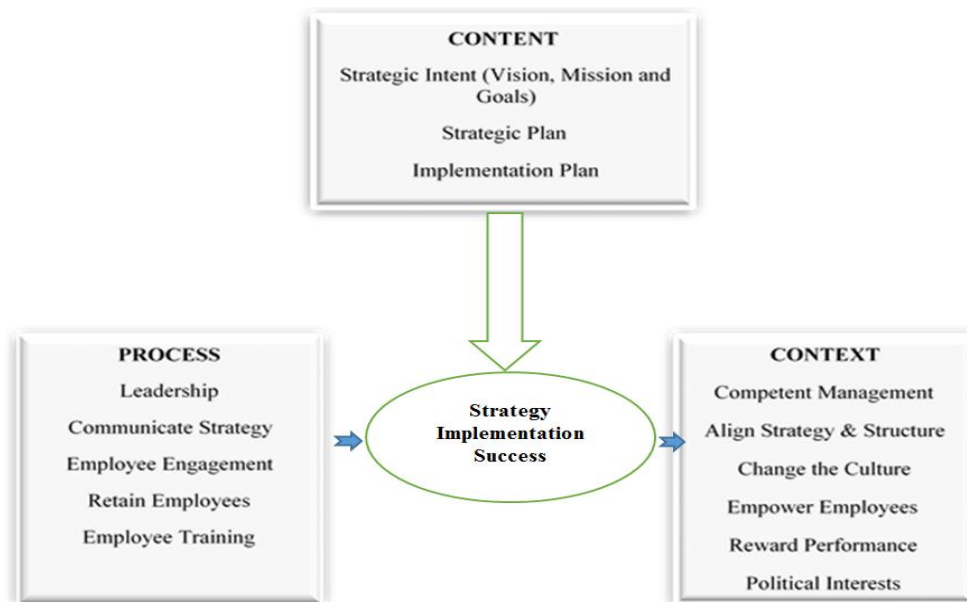 CONTENT
Strategic Intent (Vision, Mission and
Goals)
Strategic Plan
Implementation Plan
PROCESS
Leadership
Communicate Strategy
Employee Engagement
Retain Employees
Employee Training
Strategy
Implementation
Success
CONTEXT
Competent Management
Align Strategy & Structure
Change the Culture
Empower Employees
Reward Performance
Political Interests